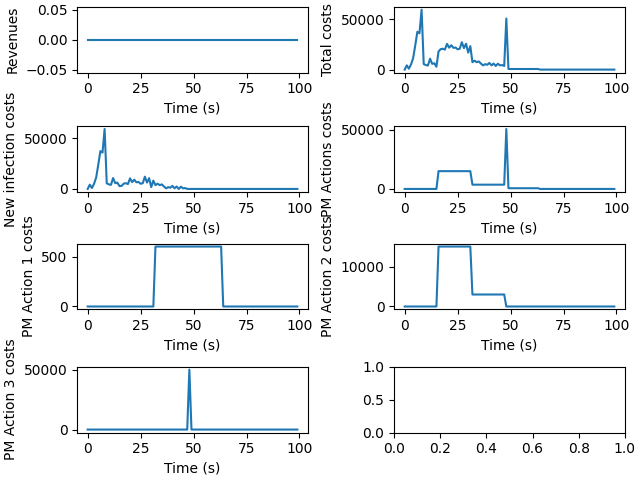 Revenues
0.05
0.00
−0.05
0 25 50 75 100
Time (s)
Total costs
50000
0
0 25 50 75 100
Time (s)
New infection costs
50000
0
0 25 50 75 100
Time (s)
PM Actions costs
50000
0
0 25 50 75 100
Time (s)
PM Action 1 costs
500
0
0 25 50 75 100
Time (s)
PM Action 2 costs
10000
0
0 25 50 75 100
Time (s)
PM Action 3 costs
50000
0
0 25 50 75 100
Time (s)
1.0
0.5
0.0
0.0 0.2 0.4 0.6 0.8 1.0